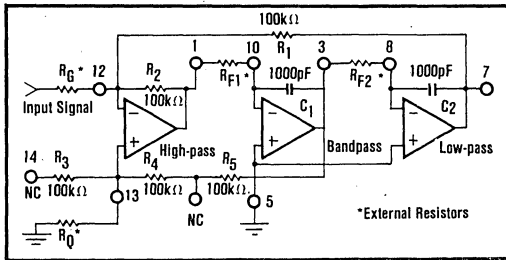 100kΩ
R1
1
10
3
8
RG*
12
R2
RF1*
1000pF
RF2*
1000pF
7
Input Signal
100kΩ
C1
C2
−
+
High-pass
−
+
Bandpass
−
+
Low-pass
14
R3
R4
R5
NC
100kΩ
100kΩ
100kΩ
13
NC
5
RQ*
*External Resistors